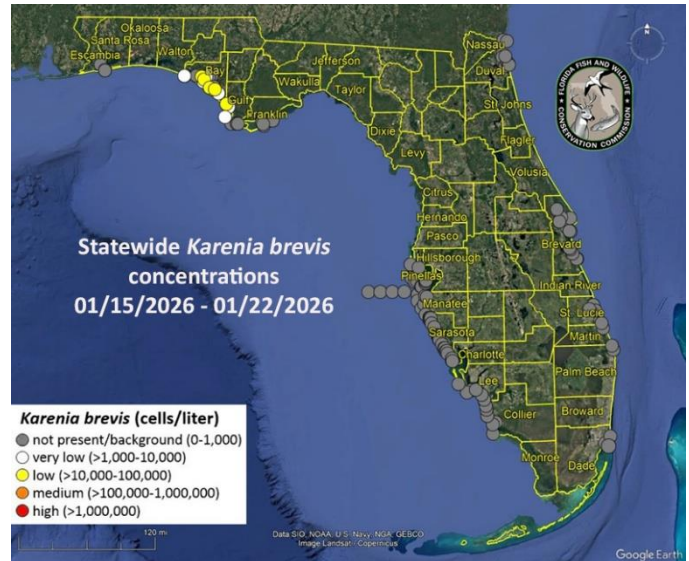 Okaloosa
Santa Rosa
Escambia
Walton
Bay
Gulf
Franklin
Wakulla
Jefferson
Taylor
Dixie
Levy
Nassau
Duval
St. Johns
Flagler
Volusia
Citrus
Hernando
Pasco
Hillsborough
Pinellas
Brevard
Indian River
Manatee
St. Lucie
Sarasota
Martin
Charlotte
Palm Beach
Lee
Collier
Broward
Monroe
Dade
N
FLORIDA FISH AND WILDLIFE
CONSERVATION COMMISSION
Statewide Karenia brevis
concentrations
01/15/2026 - 01/22/2026
Karenia brevis (cells/liter)
not present/background (0-1,000)
very low (>1,000-10,000)
low (>10,000-100,000)
medium (>100,000-1,000,000)
high (>1,000,000)
120 mi
Data SIO, NOAA, U.S. Navy, NGA, GEBCO
Image Landsat - Copernicus
Google Earth